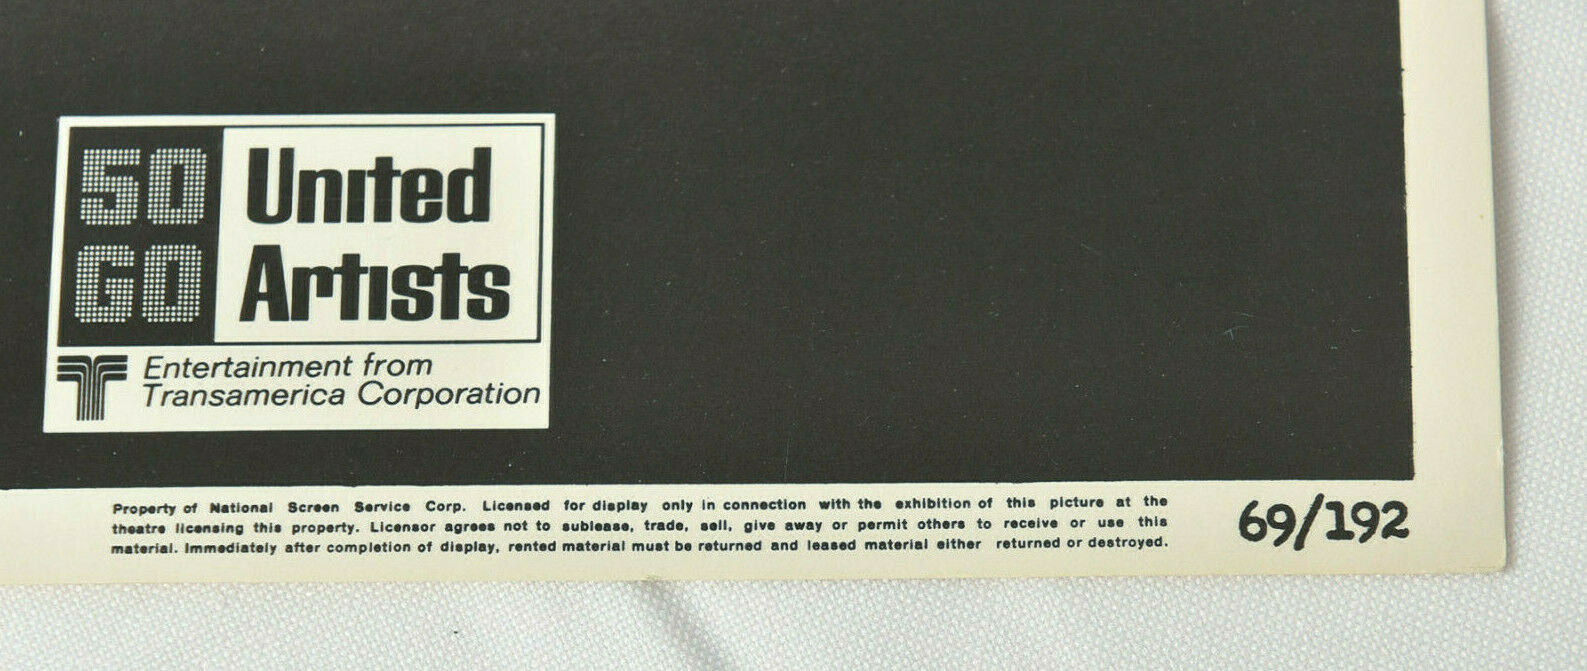 50
GO
United
Artists
Entertainment from
Transamerica Corporation
Property of National Screen Service Corp. Licensed for display only in connection with the exhibition of this picture at the
theatre licensing this property. Licensor agrees not to sublease, trade, sell, give away or permit others to receive or use this
material. Immediately after completion of display, rented material must be returned and leased material either returned or destroyed.
69/192